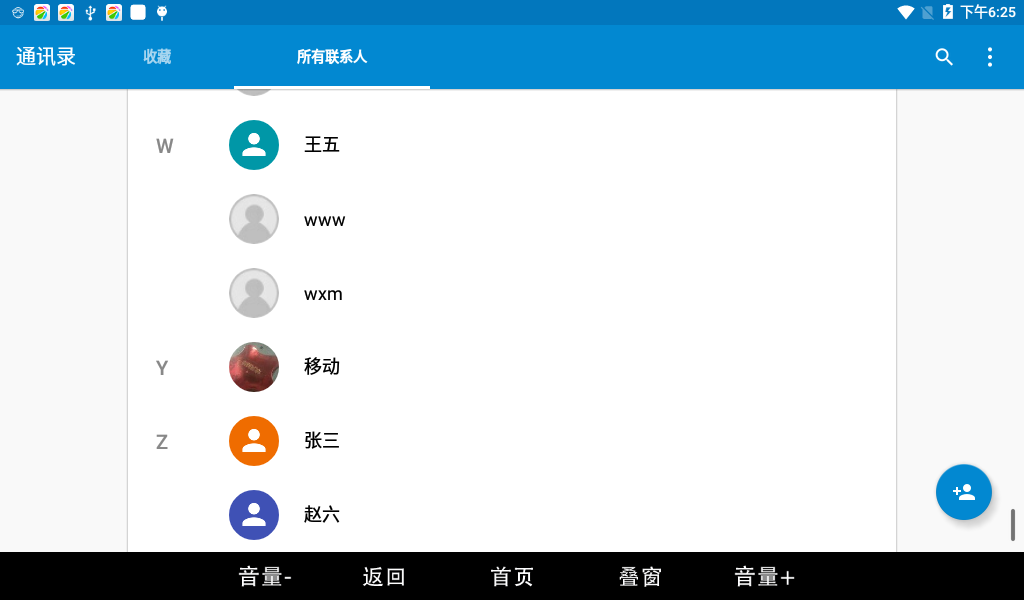 下午6:25
通讯录 收藏 所有联系人
W 王五
www
wxm
Y 移动
Z 张三
赵六
音量- 返回 首页 叠窗 音量+